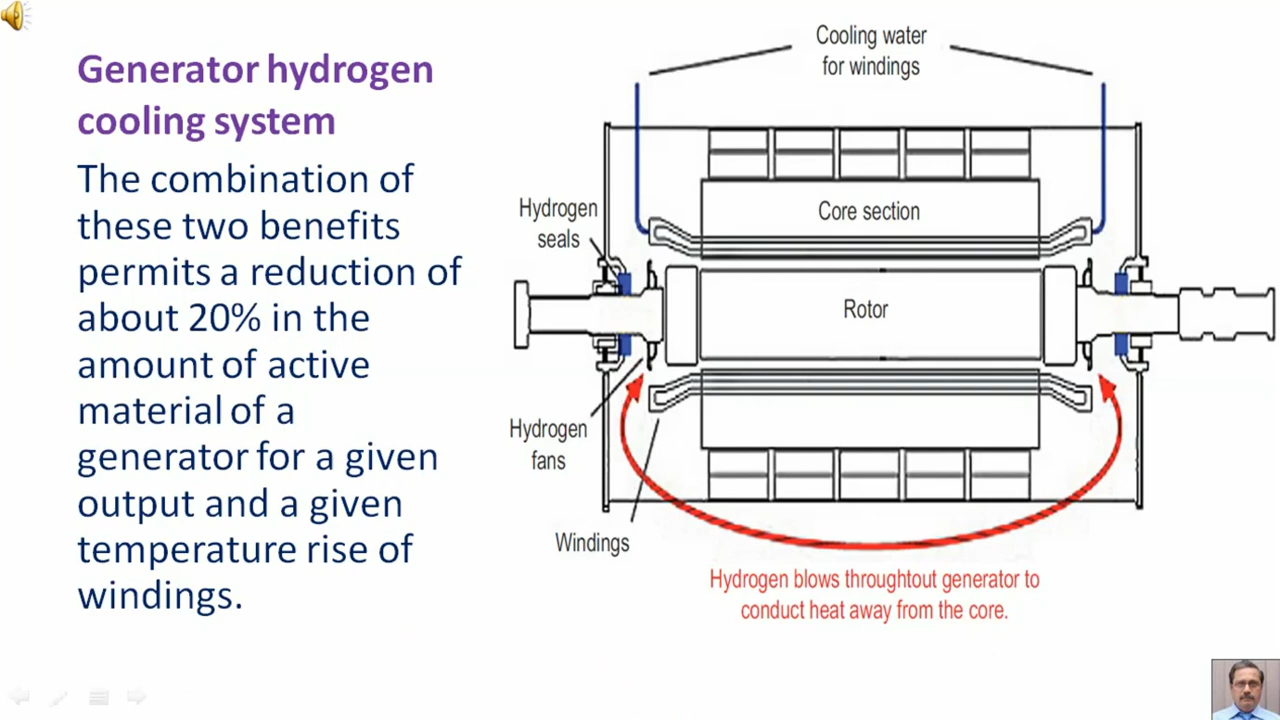 Generator hydrogen
cooling system
The combination of
these two benefits
permits a reduction of
about 20% in the
amount of active
material of a
generator for a given
output and a given
temperature rise of
windings.
Cooling water
for windings
Hydrogen
seals
Core section
Rotor
Hydrogen
fans
Windings
Hydrogen blows throughtout generator to
conduct heat away from the core.